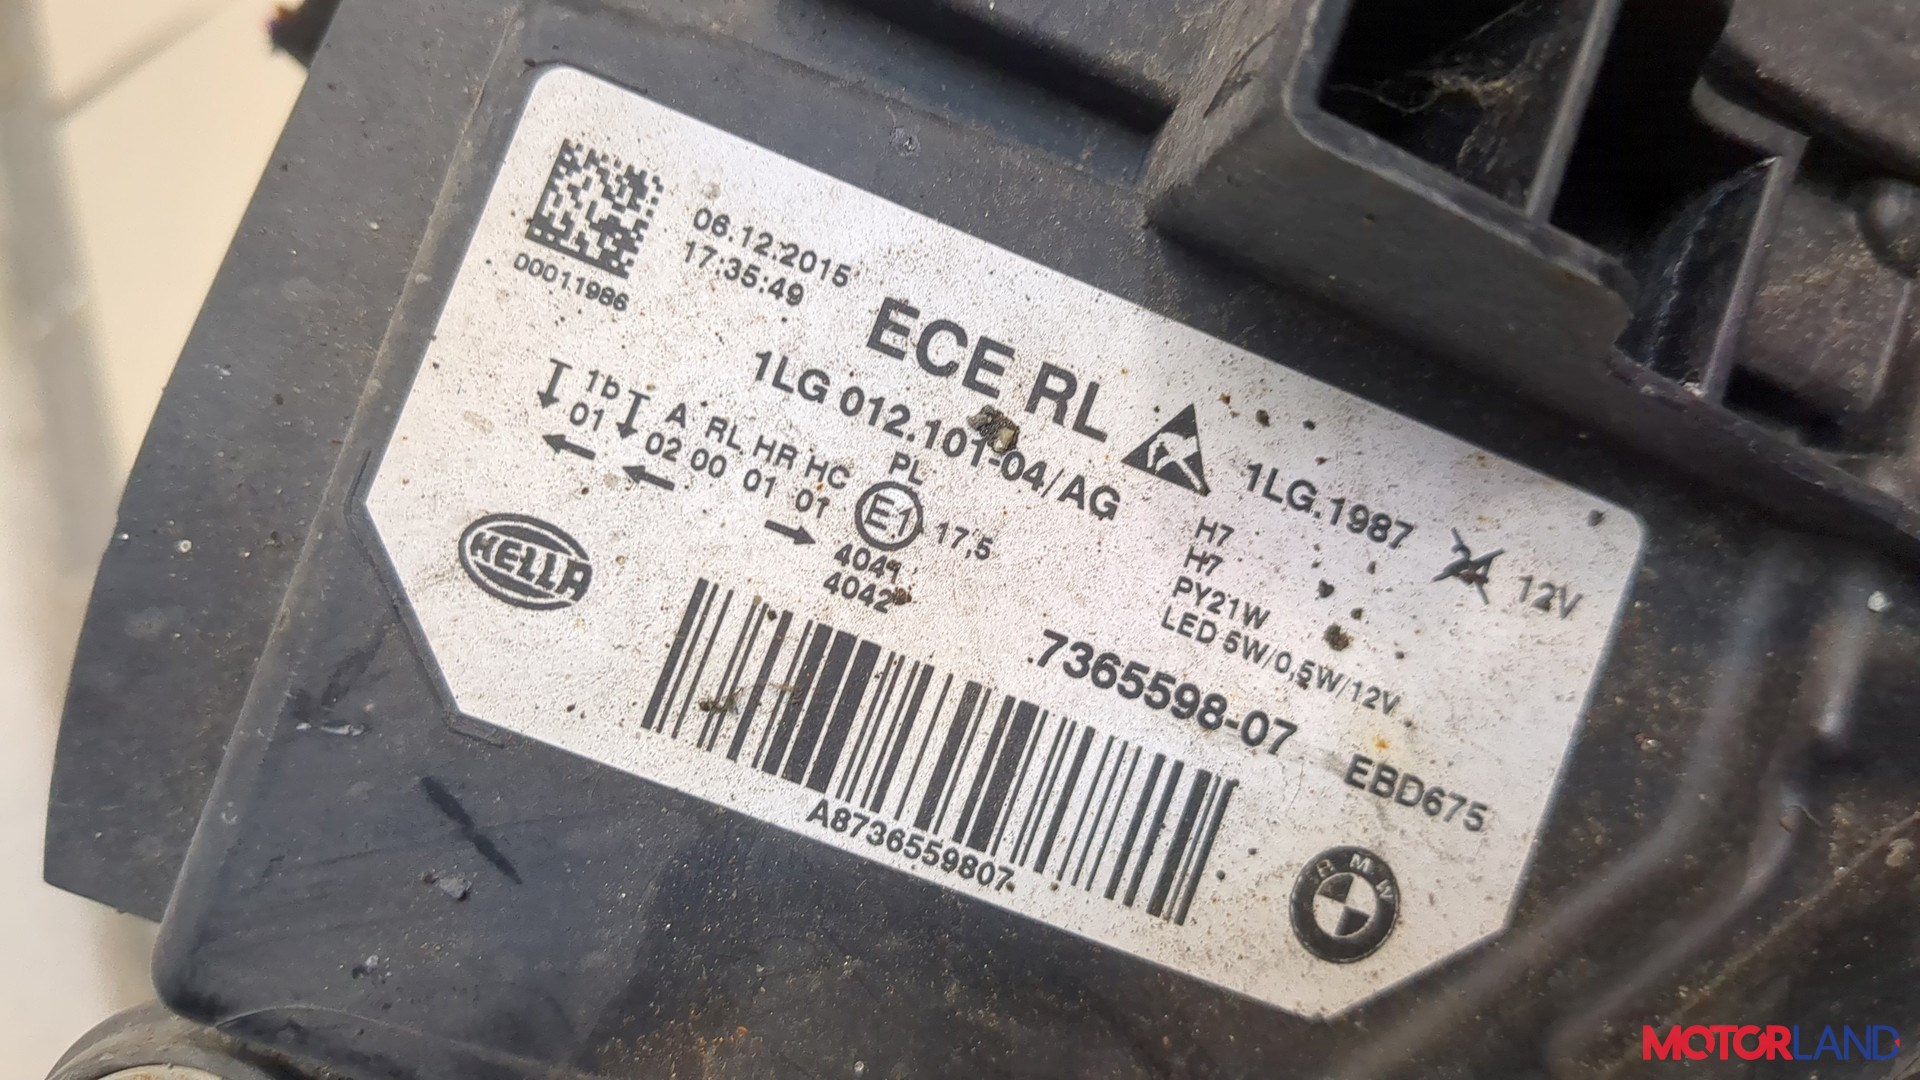 06.12.2015
17:35:49
00011986
ECE RL
1LG 012.101-04/AG
1LG.1987
24 12V
1b A RL HR HC PL
01 02 00 01 01 E1 17,5
4041
4042
H7
H7
PY21W
LED 5W/0,5W/12V
HELLA
7365598-07
EBD675
A8736559807
BMW
MOTORLAND